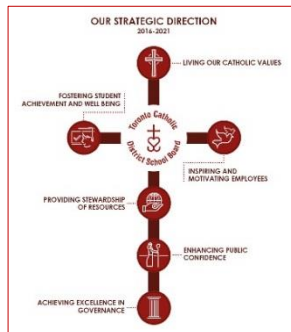 OUR STRATEGIC DIRECTION
2016-2021
LIVING OUR CATHOLIC VALUES
FOSTERING STUDENT
ACHIEVEMENT AND WELL BEING
Toronto Catholic
District School Board
INSPIRING AND
MOTIVATING EMPLOYEES
PROVIDING STEWARDSHIP
OF RESOURCES
ENHANCING PUBLIC
CONFIDENCE
ACHIEVING EXCELLENCE IN
GOVERNANCE